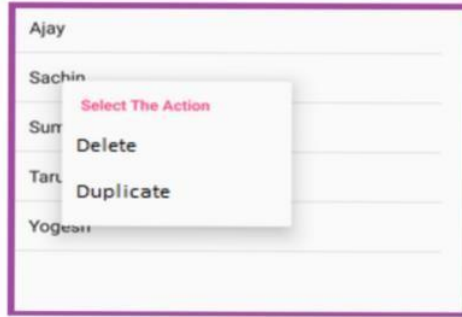 Ajay
Sachin
Select The Action
Sum
Delete
Taru
Duplicate
Yogesh